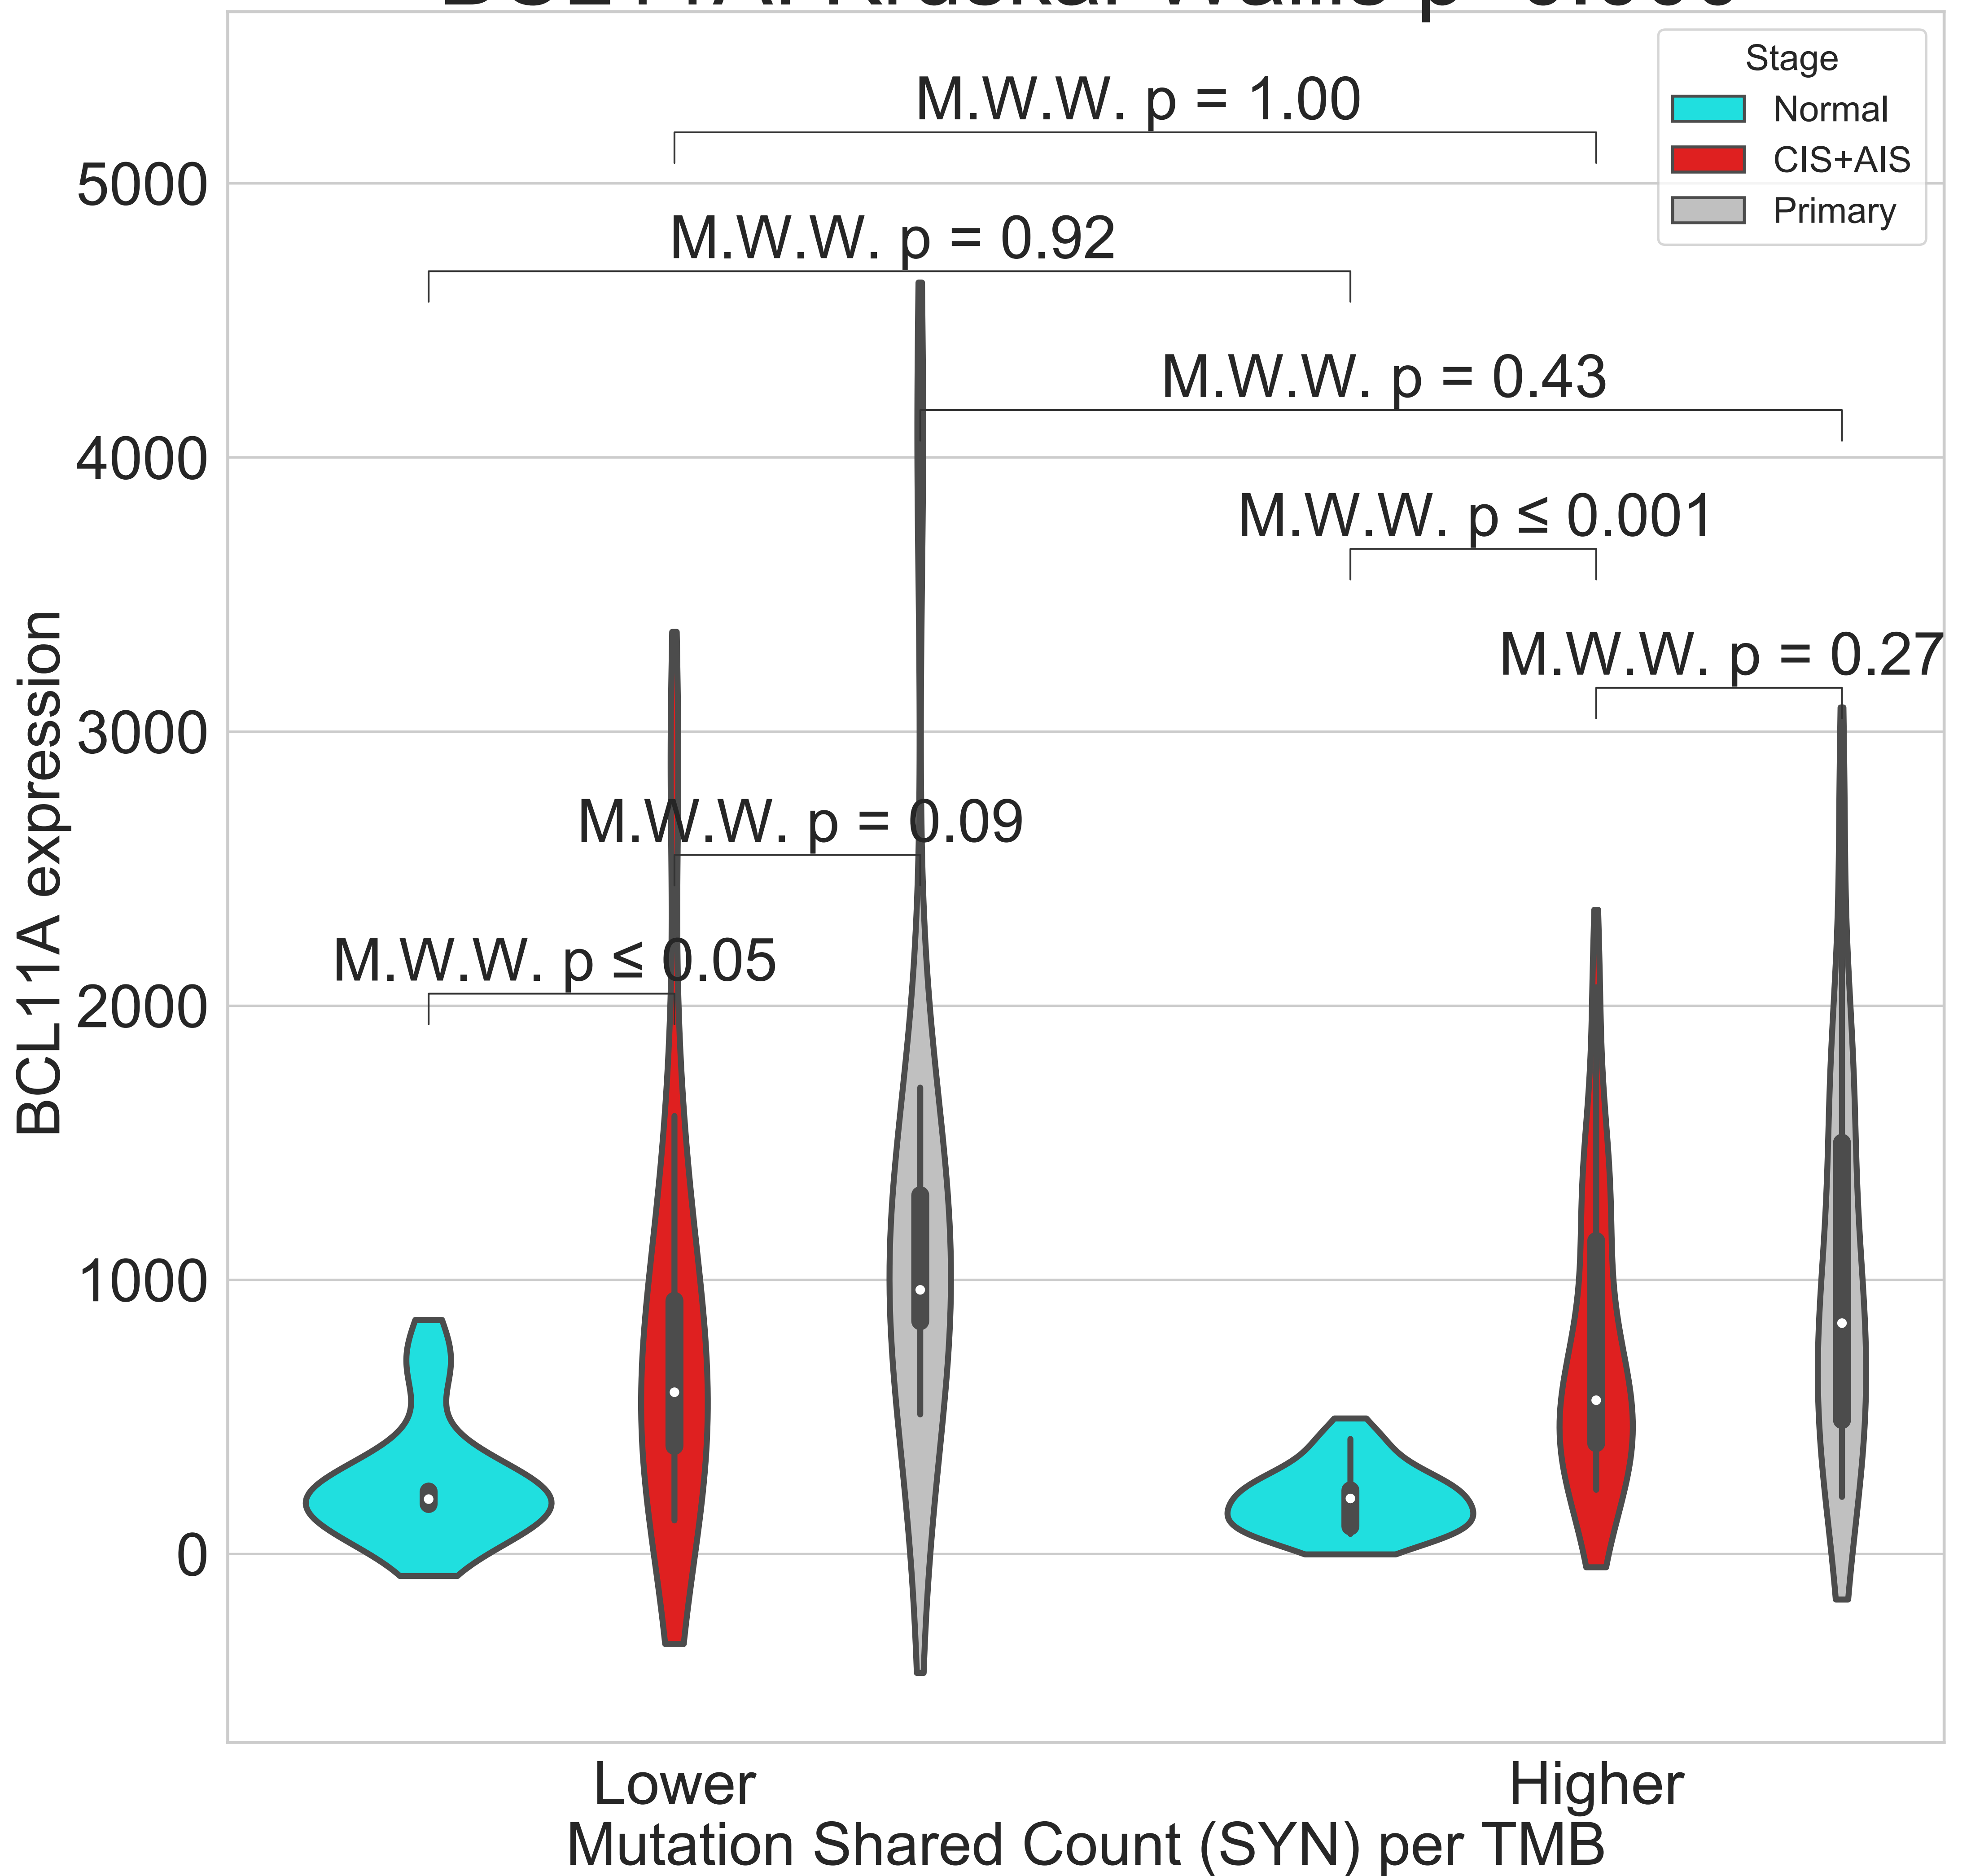 Stage
Normal
CIS+AIS
Primary
M.W.W. p = 1.00
M.W.W. p = 0.92
M.W.W. p = 0.43
M.W.W. p ≤ 0.001
M.W.W. p = 0.27
M.W.W. p = 0.09
M.W.W. p ≤ 0.05
5000
4000
3000
2000
1000
0
BCL11A expression
Lower
Higher
Mutation Shared Count (SYN) per TMB